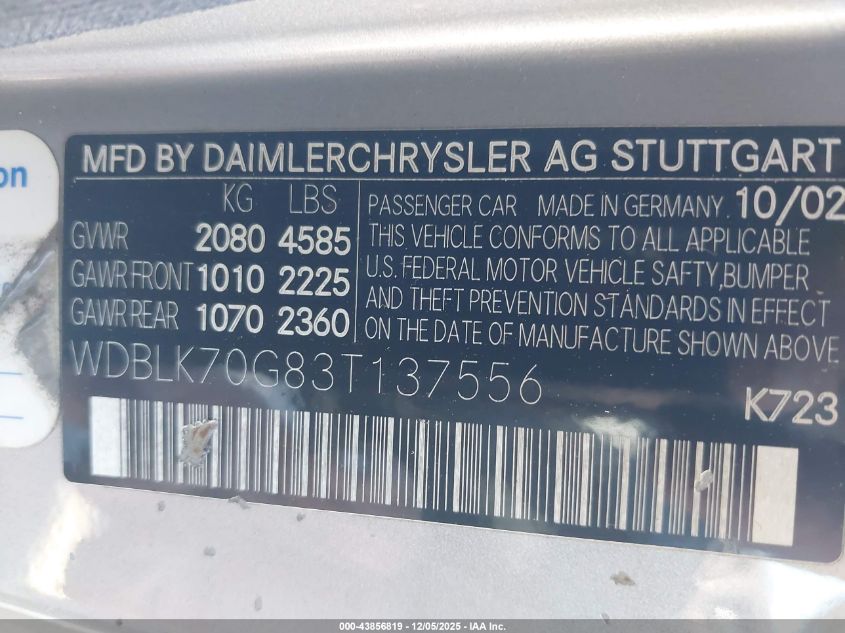 on
MFD BY DAIMLERCHRYSLER AG STUTTGART
KG LBS
GVWR 2080 4585
GAWR FRONT 1010 2225
GAWR REAR 1070 2360
PASSENGER CAR MADE IN GERMANY 10/02
THIS VEHICLE CONFORMS TO ALL APPLICABLE
U.S. FEDERAL MOTOR VEHICLE SAFTY,BUMPER
AND THEFT PREVENTION STANDARDS IN EFFECT
ON THE DATE OF MANUFACTURE SHOWN ABOVE
WDBLK70G83T137556
K723
000-43856819 - 12/05/2025 - IAA Inc.